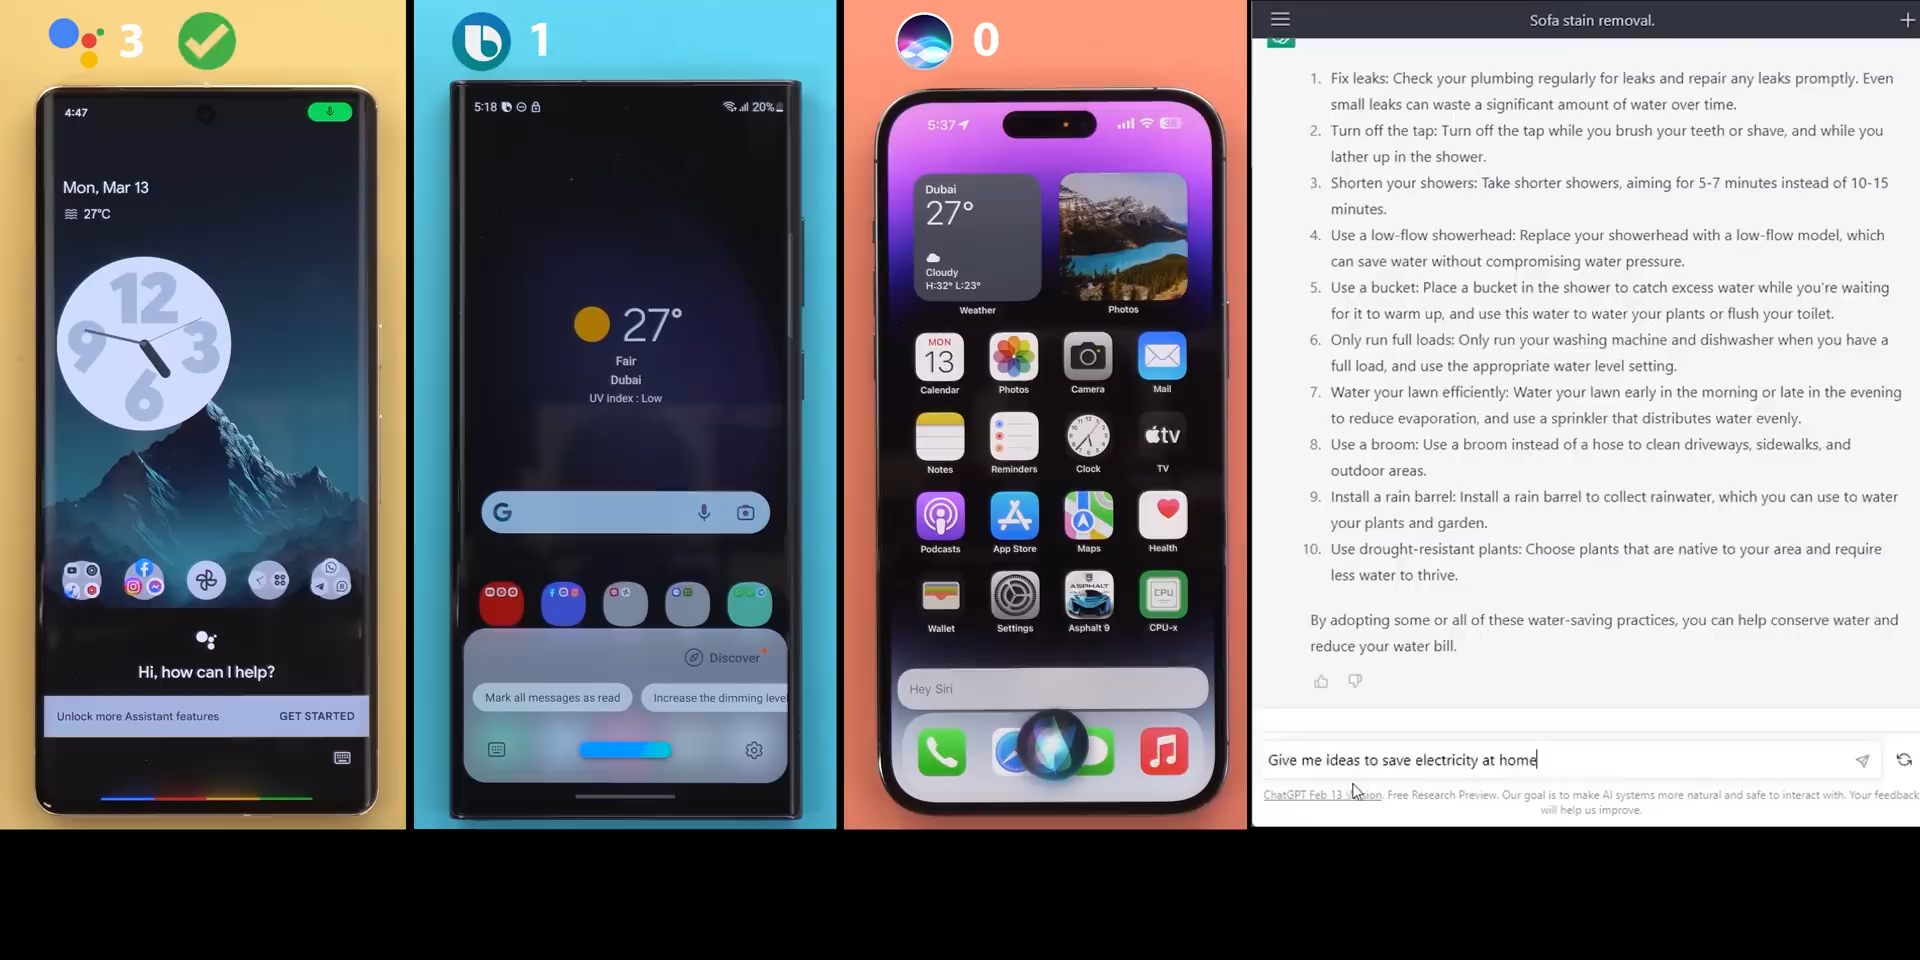 3
4:47
Mon, Mar 13
27°C
12
9 3
6
Hi, how can I help?
Unlock more Assistant features GET STARTED
1
5:18 20%
27°
Fair
Dubai
UV index : Low
G
Discover
Mark all messages as read Increase the dimming level
0
5:37 38
Dubai
27°
Cloudy
H:32° L:23°
Weather Photos
MON
13
Calendar Photos Camera Mail
tv
Notes Reminders Clock TV
Podcasts App Store Maps Health
ASPHALT CPU
Wallet Settings Asphalt 9 CPU-x
Hey Siri
Sofa stain removal.
1. Fix leaks: Check your plumbing regularly for leaks and repair any leaks promptly. Even
small leaks can waste a significant amount of water over time.
2. Turn off the tap: Turn off the tap while you brush your teeth or shave, and while you
lather up in the shower.
3. Shorten your showers: Take shorter showers, aiming for 5-7 minutes instead of 10-15
minutes.
4. Use a low-flow showerhead: Replace your showerhead with a low-flow model, which
can save water without compromising water pressure.
5. Use a bucket: Place a bucket in the shower to catch excess water while you're waiting
for it to warm up, and use this water to water your plants or flush your toilet.
6. Only run full loads: Only run your washing machine and dishwasher when you have a
full load, and use the appropriate water level setting.
7. Water your lawn efficiently: Water your lawn early in the morning or late in the evening
to reduce evaporation, and use a sprinkler that distributes water evenly.
8. Use a broom: Use a broom instead of a hose to clean driveways, sidewalks, and
outdoor areas.
9. Install a rain barrel: Install a rain barrel to collect rainwater, which you can use to water
your plants and garden.
10. Use drought-resistant plants: Choose plants that are native to your area and require
less water to thrive.
By adopting some or all of these water-saving practices, you can help conserve water and
reduce your water bill.
Give me ideas to save electricity at home
ChatGPT Feb 13 Version. Free Research Preview. Our goal is to make AI systems more natural and safe to interact with. Your feedback
will help us improve.